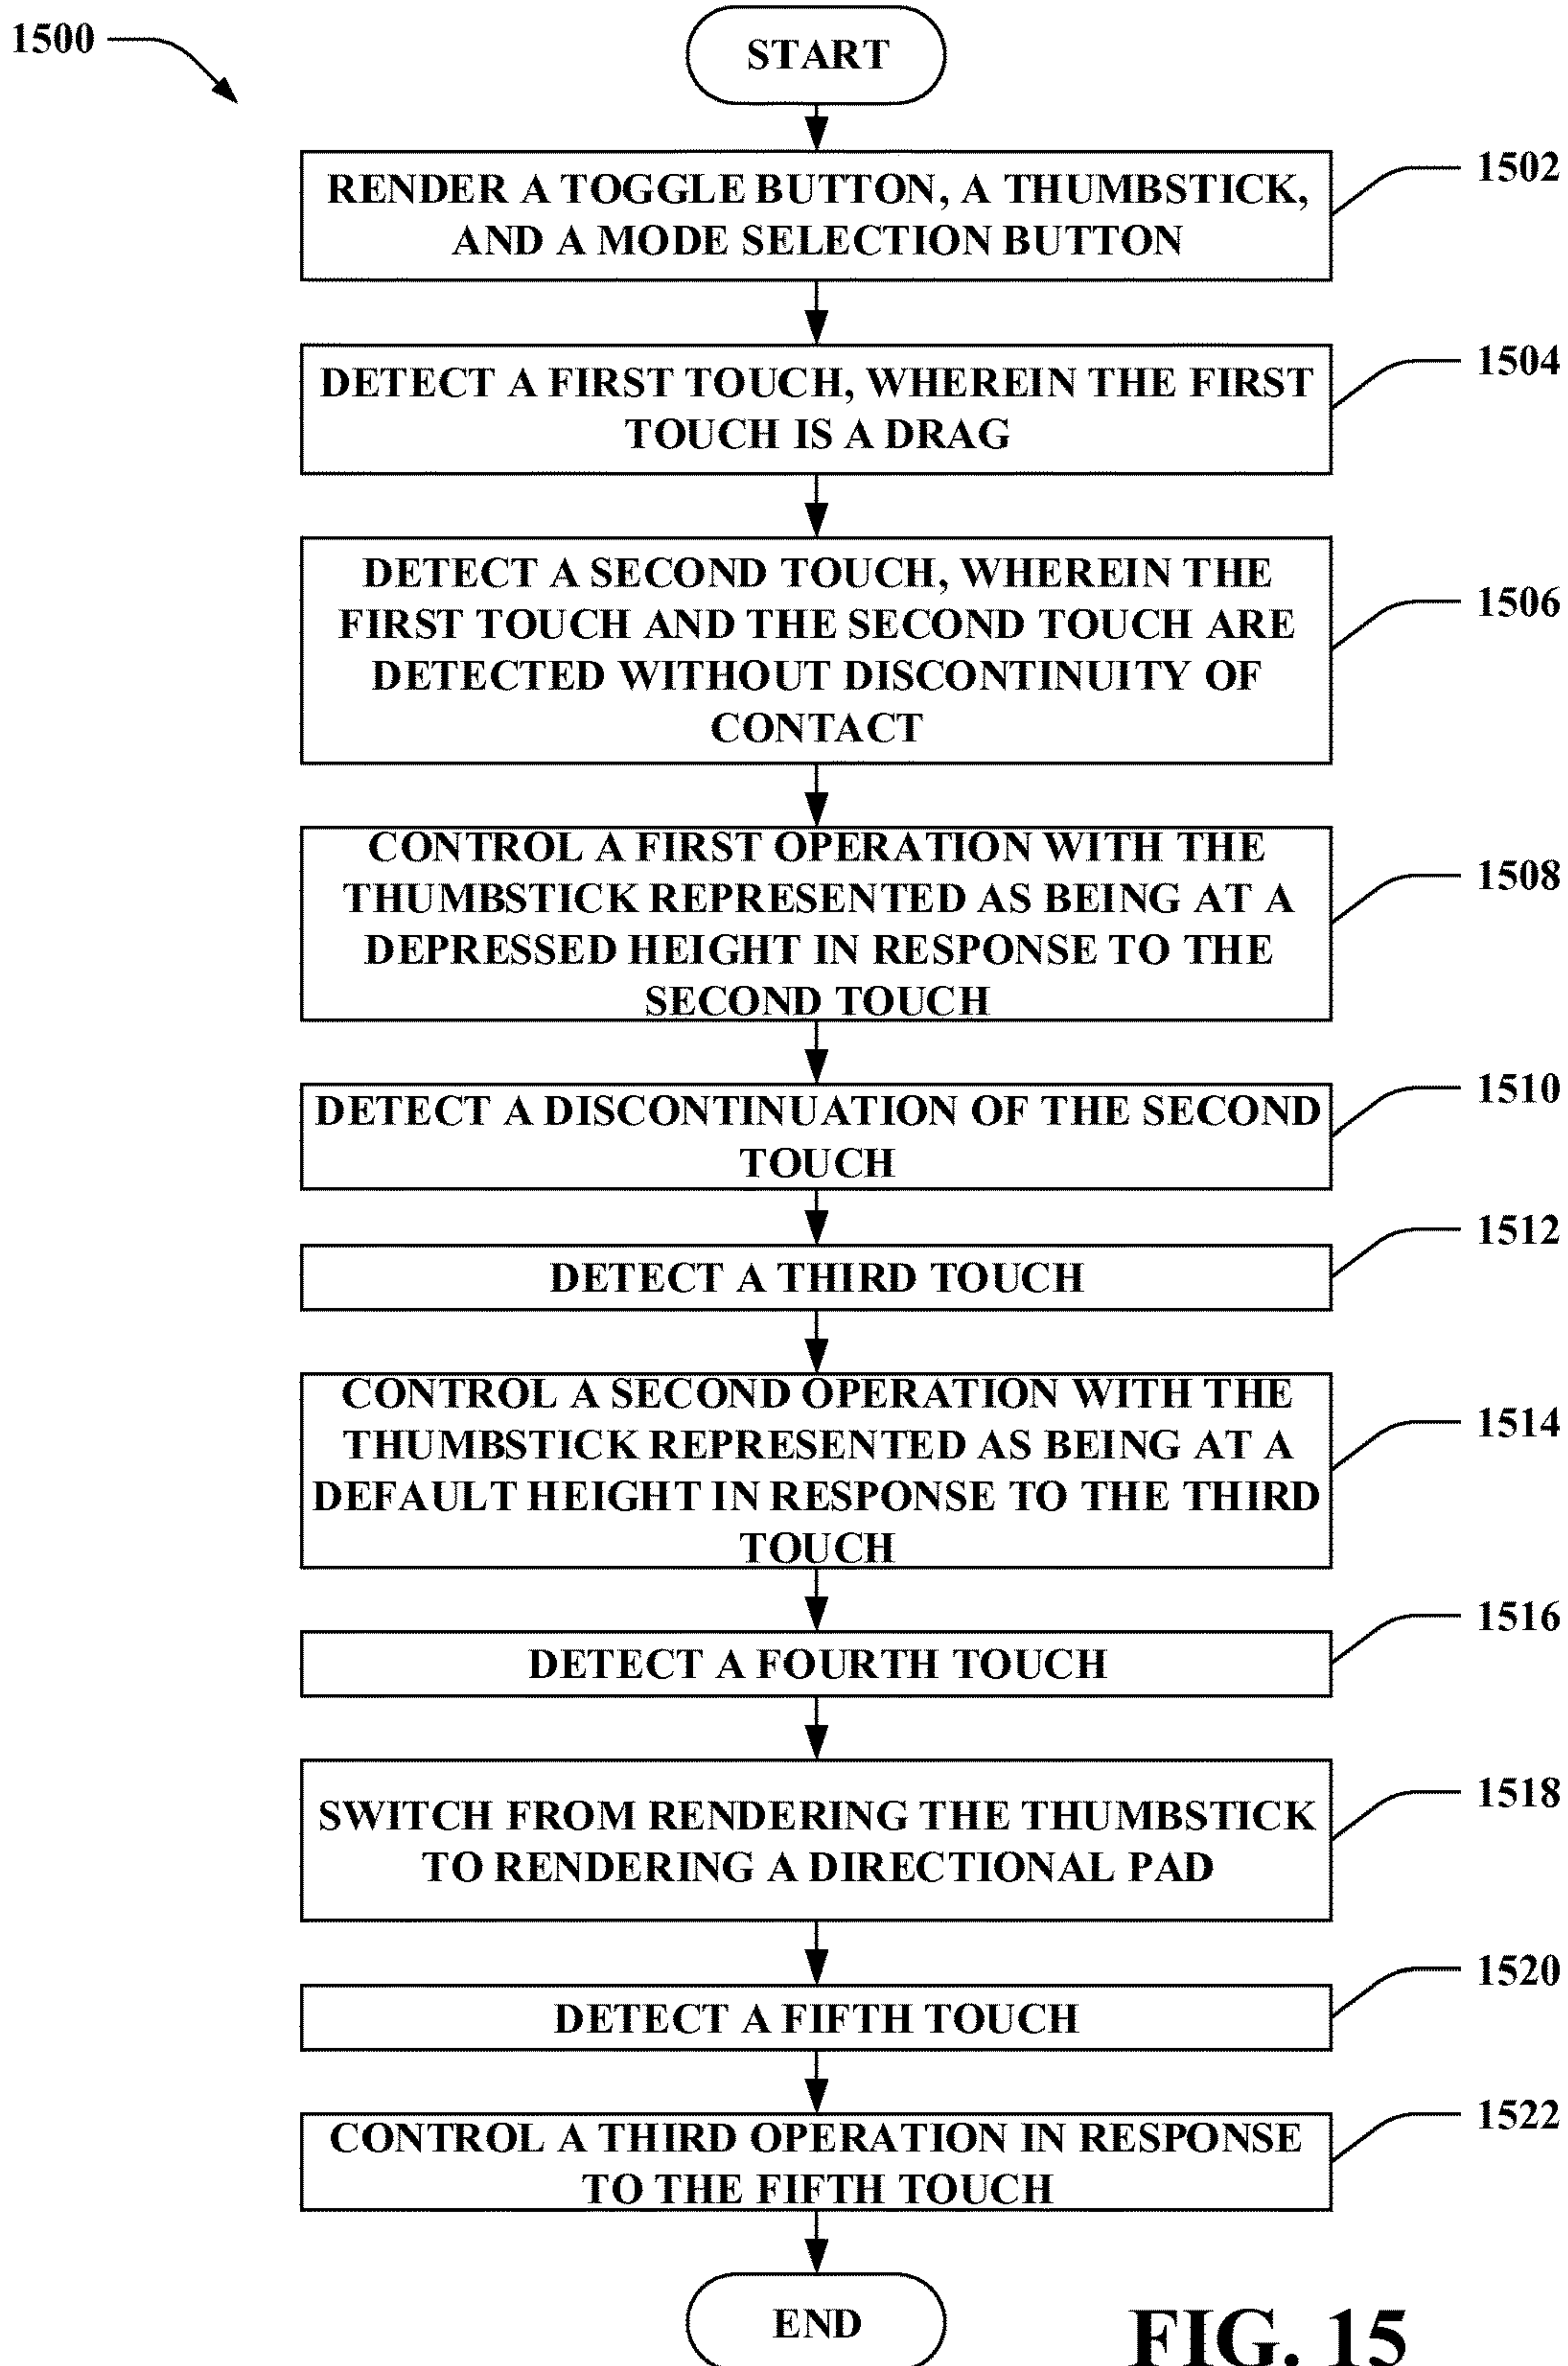 1500
START
RENDER A TOGGLE BUTTON, A THUMBSTICK,
AND A MODE SELECTION BUTTON
1502
DETECT A FIRST TOUCH, WHEREIN THE FIRST
TOUCH IS A DRAG
1504
DETECT A SECOND TOUCH, WHEREIN THE
FIRST TOUCH AND THE SECOND TOUCH ARE
DETECTED WITHOUT DISCONTINUITY OF
CONTACT
1506
CONTROL A FIRST OPERATION WITH THE
THUMBSTICK REPRESENTED AS BEING AT A
DEPRESSED HEIGHT IN RESPONSE TO THE
SECOND TOUCH
1508
DETECT A DISCONTINUATION OF THE SECOND
TOUCH
1510
DETECT A THIRD TOUCH
1512
CONTROL A SECOND OPERATION WITH THE
THUMBSTICK REPRESENTED AS BEING AT A
DEFAULT HEIGHT IN RESPONSE TO THE THIRD
TOUCH
1514
DETECT A FOURTH TOUCH
1516
SWITCH FROM RENDERING THE THUMBSTICK
TO RENDERING A DIRECTIONAL PAD
1518
DETECT A FIFTH TOUCH
1520
CONTROL A THIRD OPERATION IN RESPONSE
TO THE FIFTH TOUCH
1522
END
FIG. 15